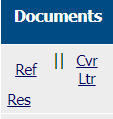 Documents
Ref || Cvr
Ltr
Res